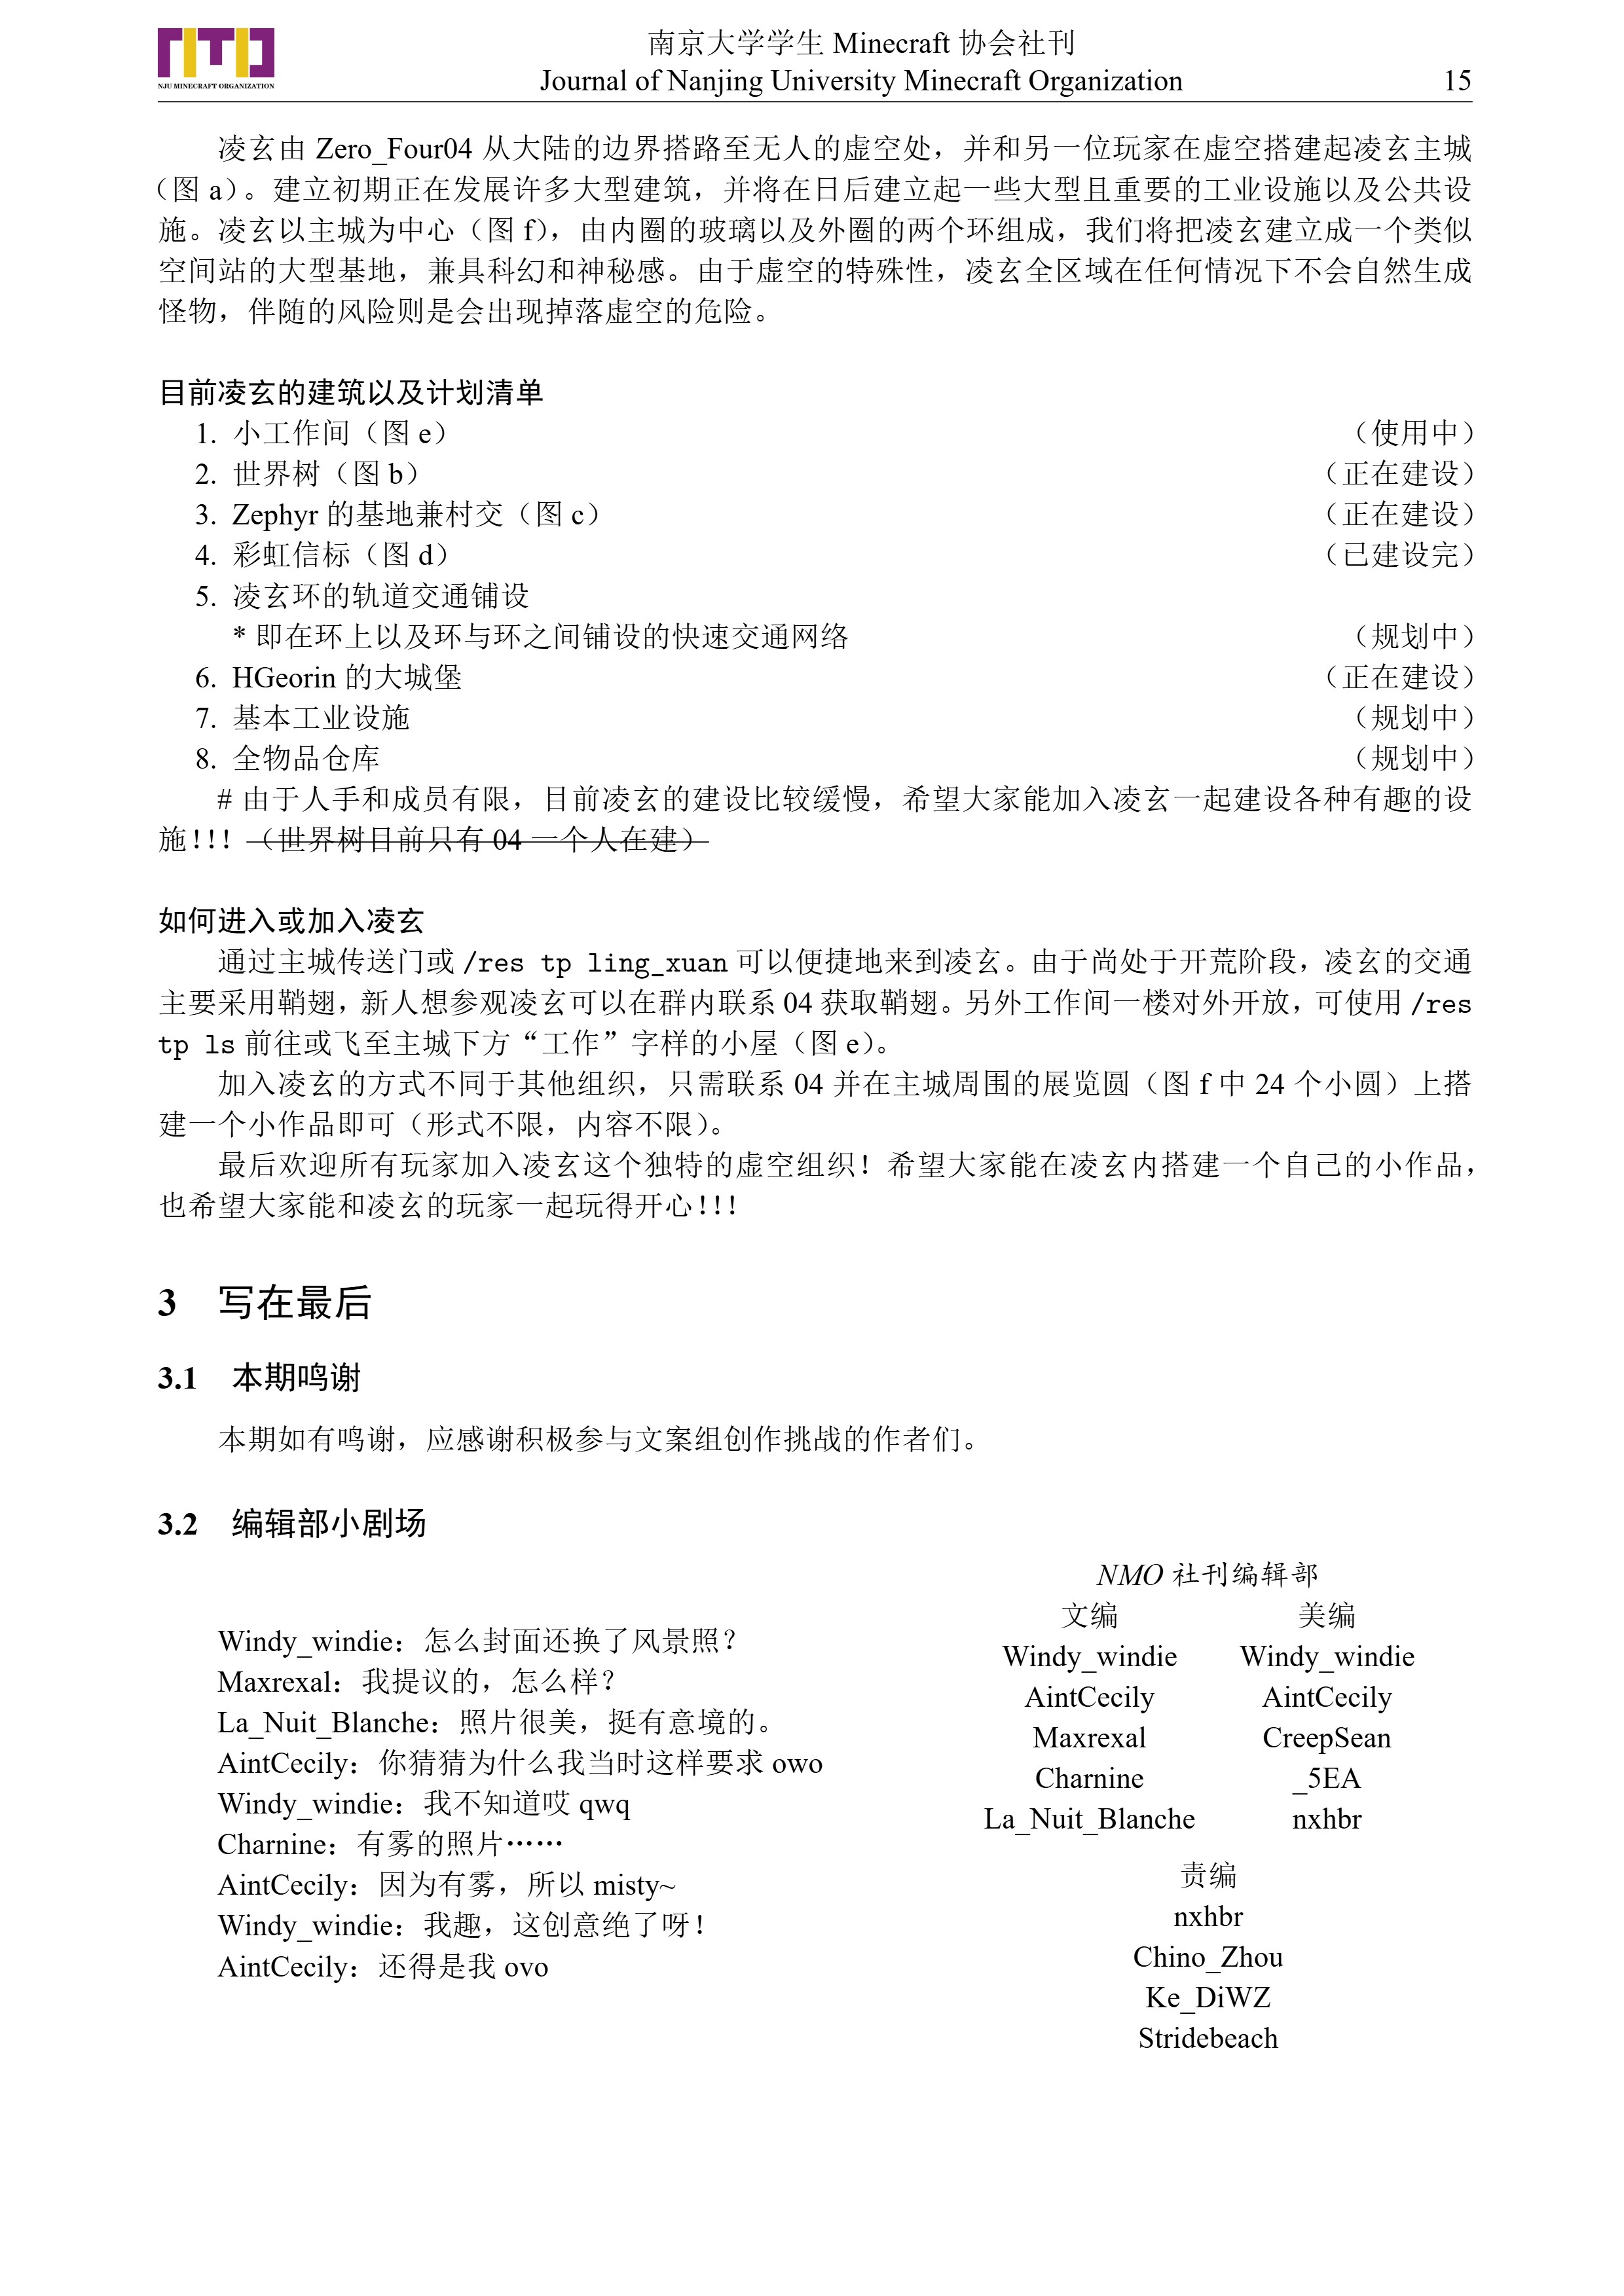 NJU MINECRAFT ORGANIZATION
南京大学学生 Minecraft 协会社刊
Journal of Nanjing University Minecraft Organization
15
凌玄由 Zero_Four04 从大陆的边界搭路至无人的虚空处，并和另一位玩家在虚空搭建起凌玄主城
（图 a）。建立初期正在发展许多大型建筑，并将在日后建立起一些大型且重要的工业设施以及公共设
施。凌玄以主城为中心（图 f），由内圈的玻璃以及外圈的两个环组成，我们将把凌玄建立成一个类似
空间站的大型基地，兼具科幻和神秘感。由于虚空的特殊性，凌玄全区域在任何情况下不会自然生成
怪物，伴随的风险则是会出现掉落虚空的危险。
目前凌玄的建筑以及计划清单
1. 小工作间（图 e） （使用中）
2. 世界树（图 b） （正在建设）
3. Zephyr 的基地兼村交（图 c） （正在建设）
4. 彩虹信标（图 d） （已建设完）
5. 凌玄环的轨道交通铺设
* 即在环上以及环与环之间铺设的快速交通网络 （规划中）
6. HGeorin 的大城堡 （正在建设）
7. 基本工业设施 （规划中）
8. 全物品仓库 （规划中）
# 由于人手和成员有限，目前凌玄的建设比较缓慢，希望大家能加入凌玄一起建设各种有趣的设
施！！！（世界树目前只有 04 一个人在建）
如何进入或加入凌玄
通过主城传送门或 /res tp ling_xuan 可以便捷地来到凌玄。由于尚处于开荒阶段，凌玄的交通
主要采用鞘翅，新人想参观凌玄可以在群内联系 04 获取鞘翅。另外工作间一楼对外开放，可使用 /res
tp ls 前往或飞至主城下方“工作”字样的小屋（图 e）。
加入凌玄的方式不同于其他组织，只需联系 04 并在主城周围的展览圆（图 f 中 24 个小圆）上搭
建一个小作品即可（形式不限，内容不限）。
最后欢迎所有玩家加入凌玄这个独特的虚空组织！希望大家能在凌玄内搭建一个自己的小作品，
也希望大家能和凌玄的玩家一起玩得开心！！！
3 写在最后
3.1 本期鸣谢
本期如有鸣谢，应感谢积极参与文案组创作挑战的作者们。
3.2 编辑部小剧场
Windy_windie：怎么封面还换了风景照？
Maxrexal：我提议的，怎么样？
La_Nuit_Blanche：照片很美，挺有意境的。
AintCecily：你猜猜为什么我当时这样要求 owo
Windy_windie：我不知道哎 qwq
Charnine：有雾的照片……
AintCecily：因为有雾，所以 misty~
Windy_windie：我趣，这创意绝了呀！
AintCecily：还得是我 ovo
NMO 社刊编辑部
文编 美编
Windy_windie Windy_windie
AintCecily AintCecily
Maxrexal CreepSean
Charnine _5EA
La_Nuit_Blanche nxhbr
责编
nxhbr
Chino_Zhou
Ke_DiWZ
Stridebeach